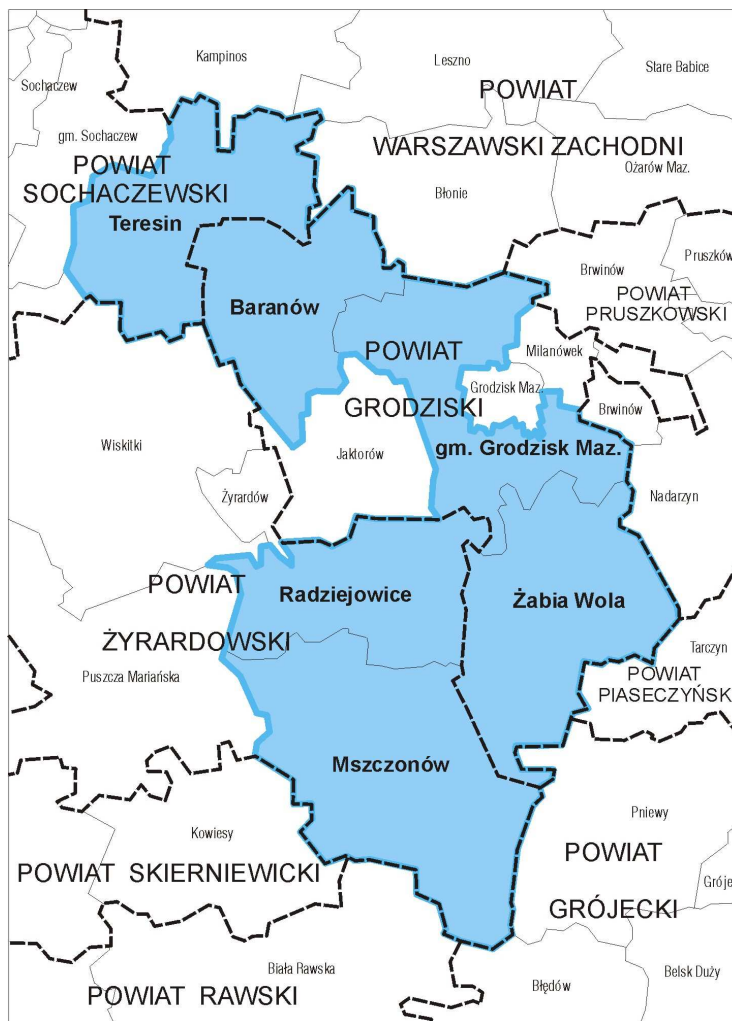 Kampinos
Leszno
Stare Babice
Sochaczew
POWIAT
gm. Sochaczew
WARSZAWSKI ZACHODNI
POWIAT
SOCHACZEWSKI
Ożarów Maz.
Błonie
Teresin
Brwinów
Pruszków
POWIAT
PRUSZKOWSKI
Baranów
POWIAT
Milanówek
Grodzisk Maz.
GRODZISKI
Brwinów
Wiskitki
Jaktorów
gm. Grodzisk Maz.
Żyrardów
Nadarzyn
POWIAT
Radziejowice
Żabia Wola
ŻYRARDOWSKI
Tarczyn
Puszcza Mariańska
POWIAT
PIASECZYŃSK
Mszczonów
Pniewy
Kowiesy
POWIAT
POWIAT SKIERNIEWICKI
Gróje
GRÓJECKI
Biała Rawska
Belsk Duży
Błędów
POWIAT RAWSKI